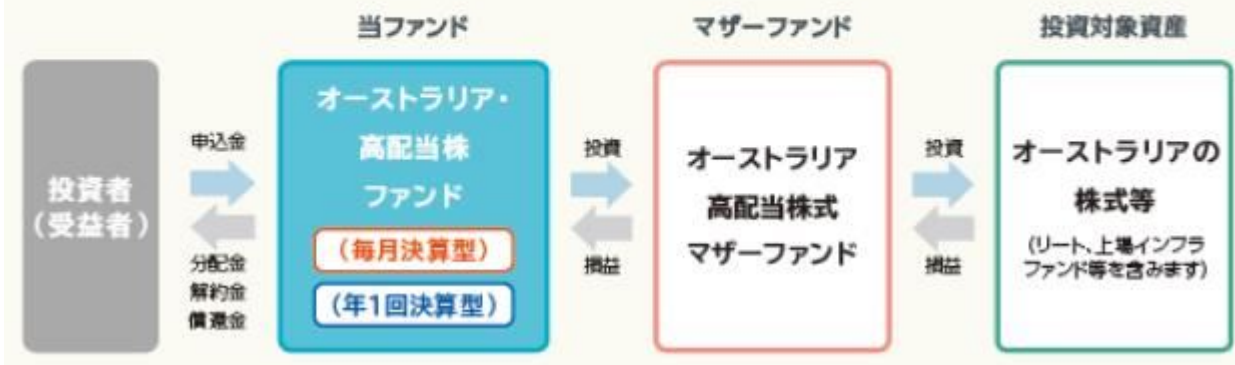 当ファンド
マザーファンド
投資対象資産
投資者
(受益者)
申込金
分配金
解約金
償還金
オーストラリア・
高配当株
ファンド
(毎月決算型)
(年1回決算型)
投資
損益
オーストラリア
高配当株式
マザーファンド
投資
損益
オーストラリアの
株式等
(リート、上場インフラ
ファンド等を含みます)